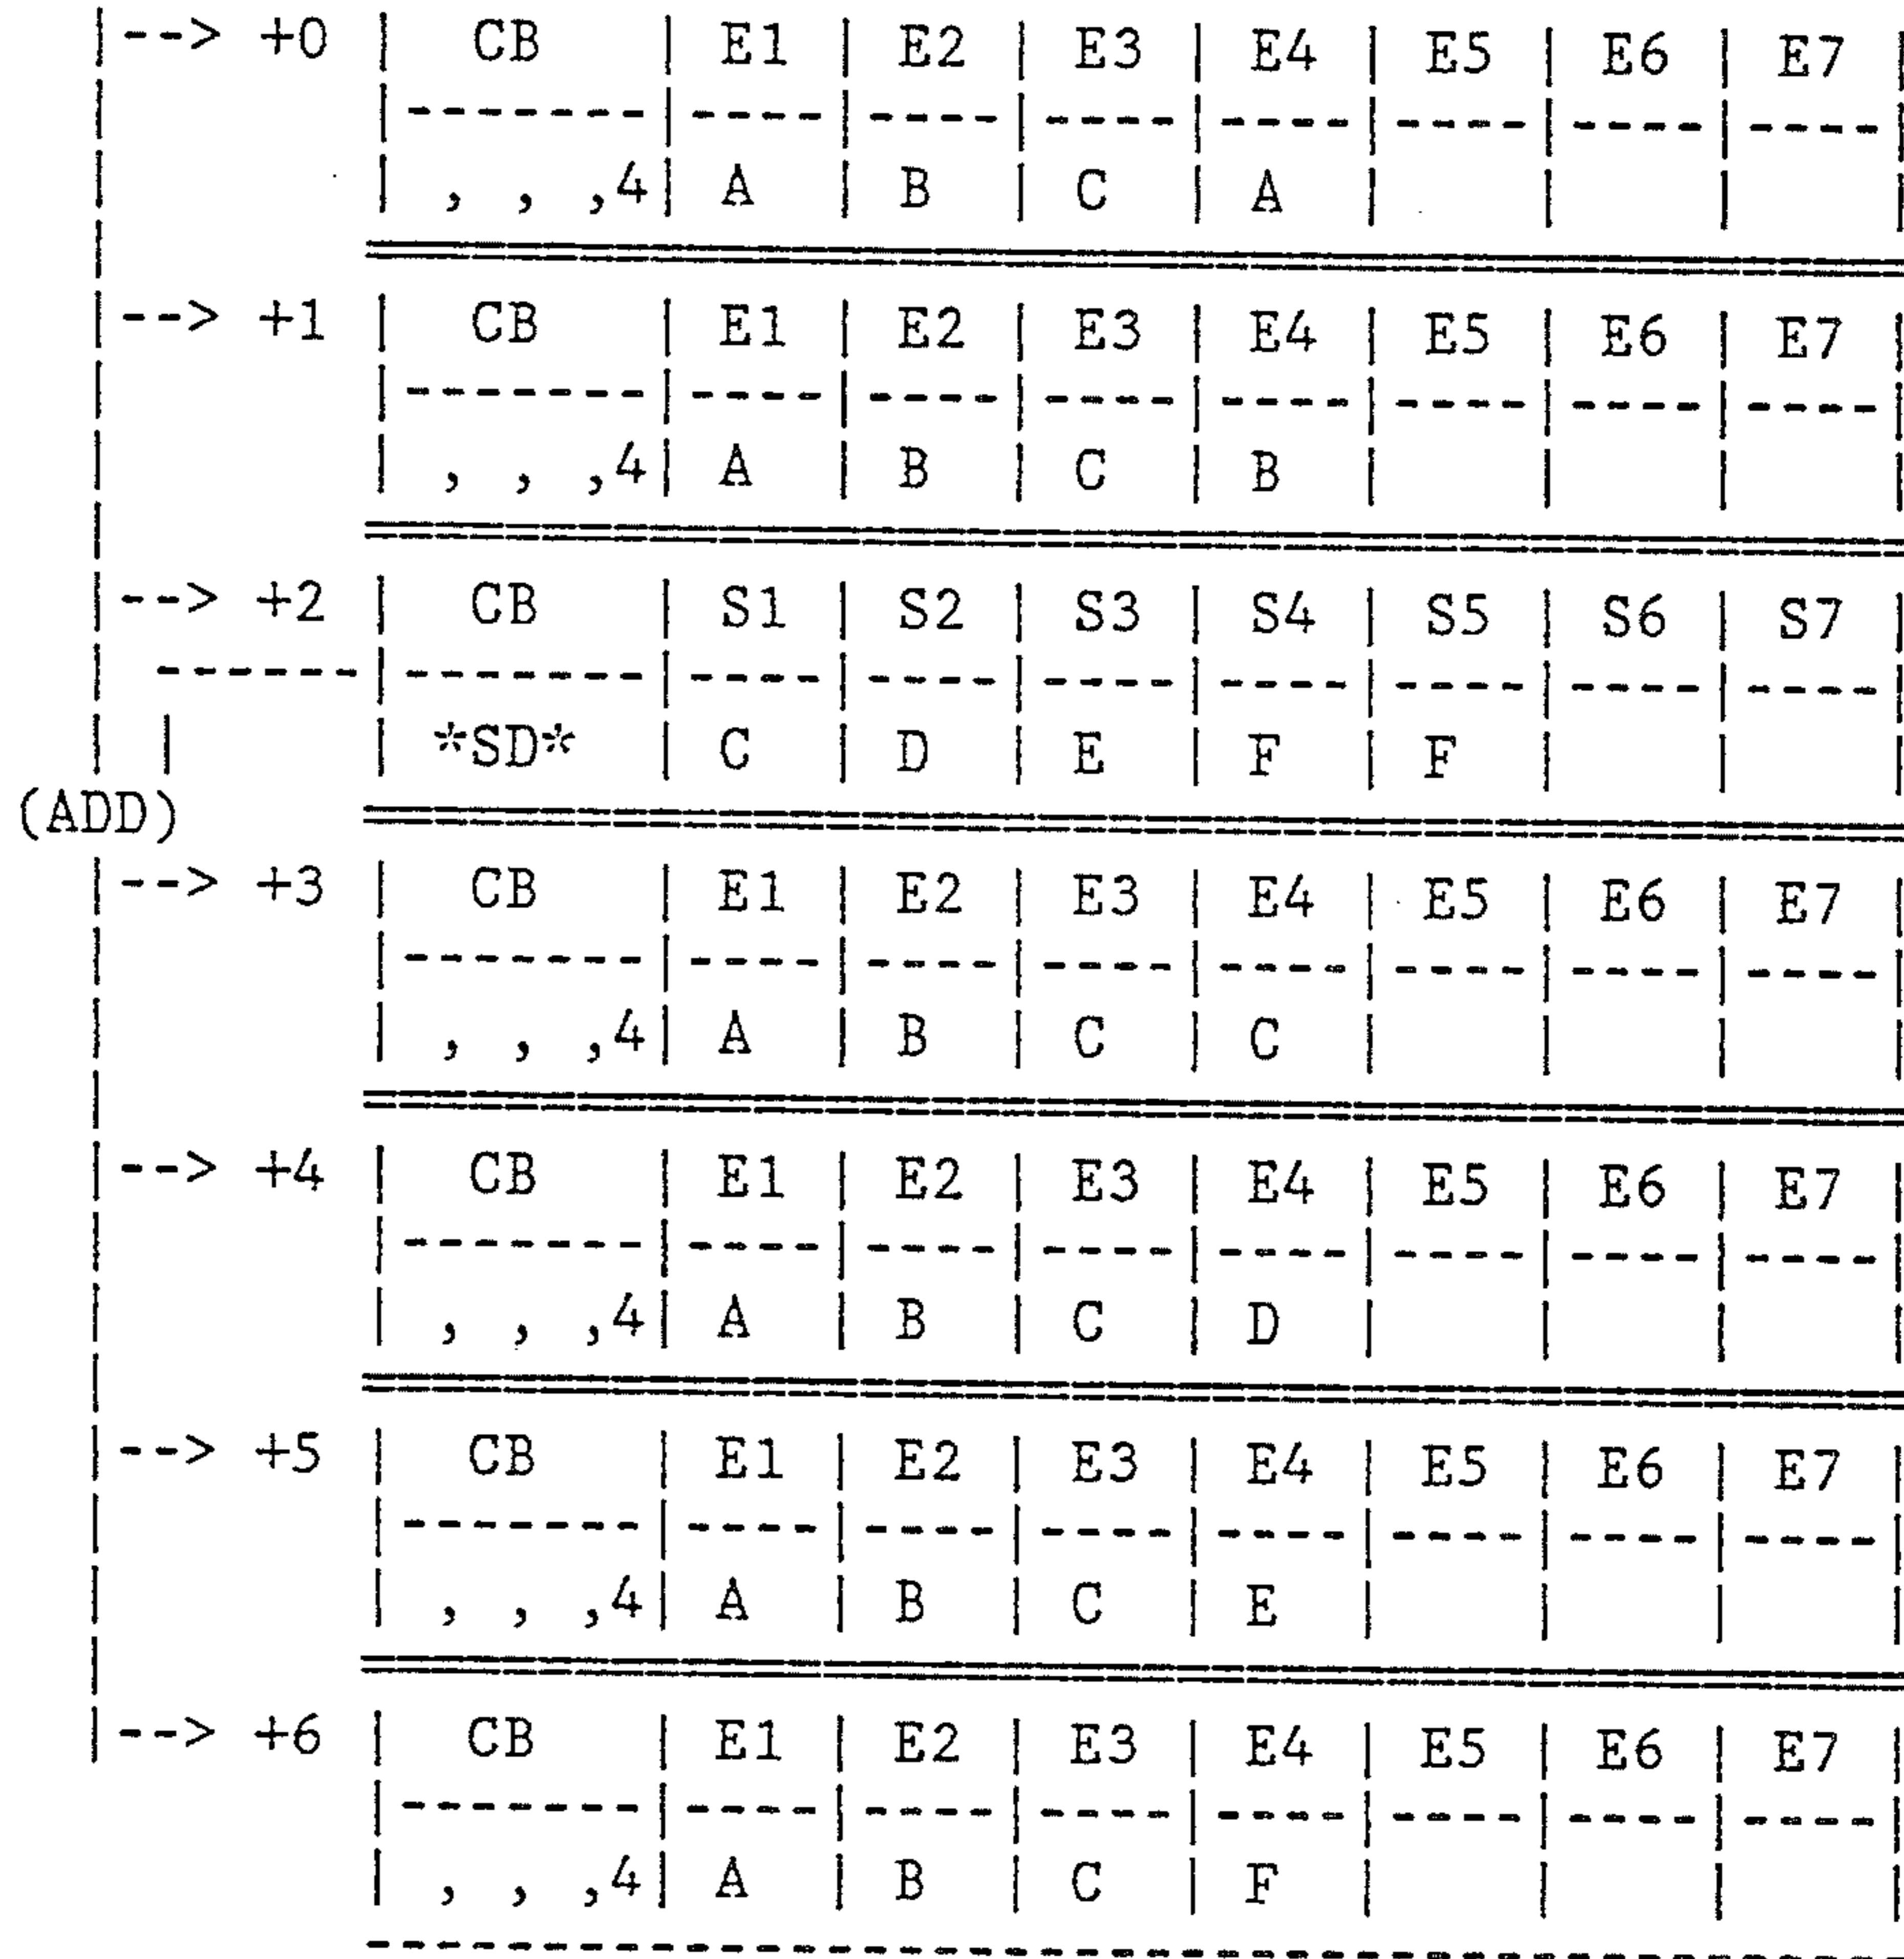 |--> +0 | CB | E1 | E2 | E3 | E4 | E5 | E6 | E7 |
| |-------|----|----|----|----|----|----|----|
| | , , ,4| A | B | C | A | | | |
| ==========================================
|--> +1 | CB | E1 | E2 | E3 | E4 | E5 | E6 | E7 |
| |-------|----|----|----|----|----|----|----|
| | , , ,4| A | B | C | B | | | |
| ==========================================
|--> +2 | CB | S1 | S2 | S3 | S4 | S5 | S6 | S7 |
| ------|-------|----|----|----|----|----|----|----|
| | | *SD* | C | D | E | F | F | | |
(ADD) ==========================================
|--> +3 | CB | E1 | E2 | E3 | E4 | E5 | E6 | E7 |
| |-------|----|----|----|----|----|----|----|
| | , , ,4| A | B | C | C | | | |
| ==========================================
|--> +4 | CB | E1 | E2 | E3 | E4 | E5 | E6 | E7 |
| |-------|----|----|----|----|----|----|----|
| | , , ,4| A | B | C | D | | | |
| ==========================================
|--> +5 | CB | E1 | E2 | E3 | E4 | E5 | E6 | E7 |
| |-------|----|----|----|----|----|----|----|
| | , , ,4| A | B | C | E | | | |
| ==========================================
|--> +6 | CB | E1 | E2 | E3 | E4 | E5 | E6 | E7 |
|-------|----|----|----|----|----|----|----|
| , , ,4| A | B | C | F | | | |
------------------------------------------